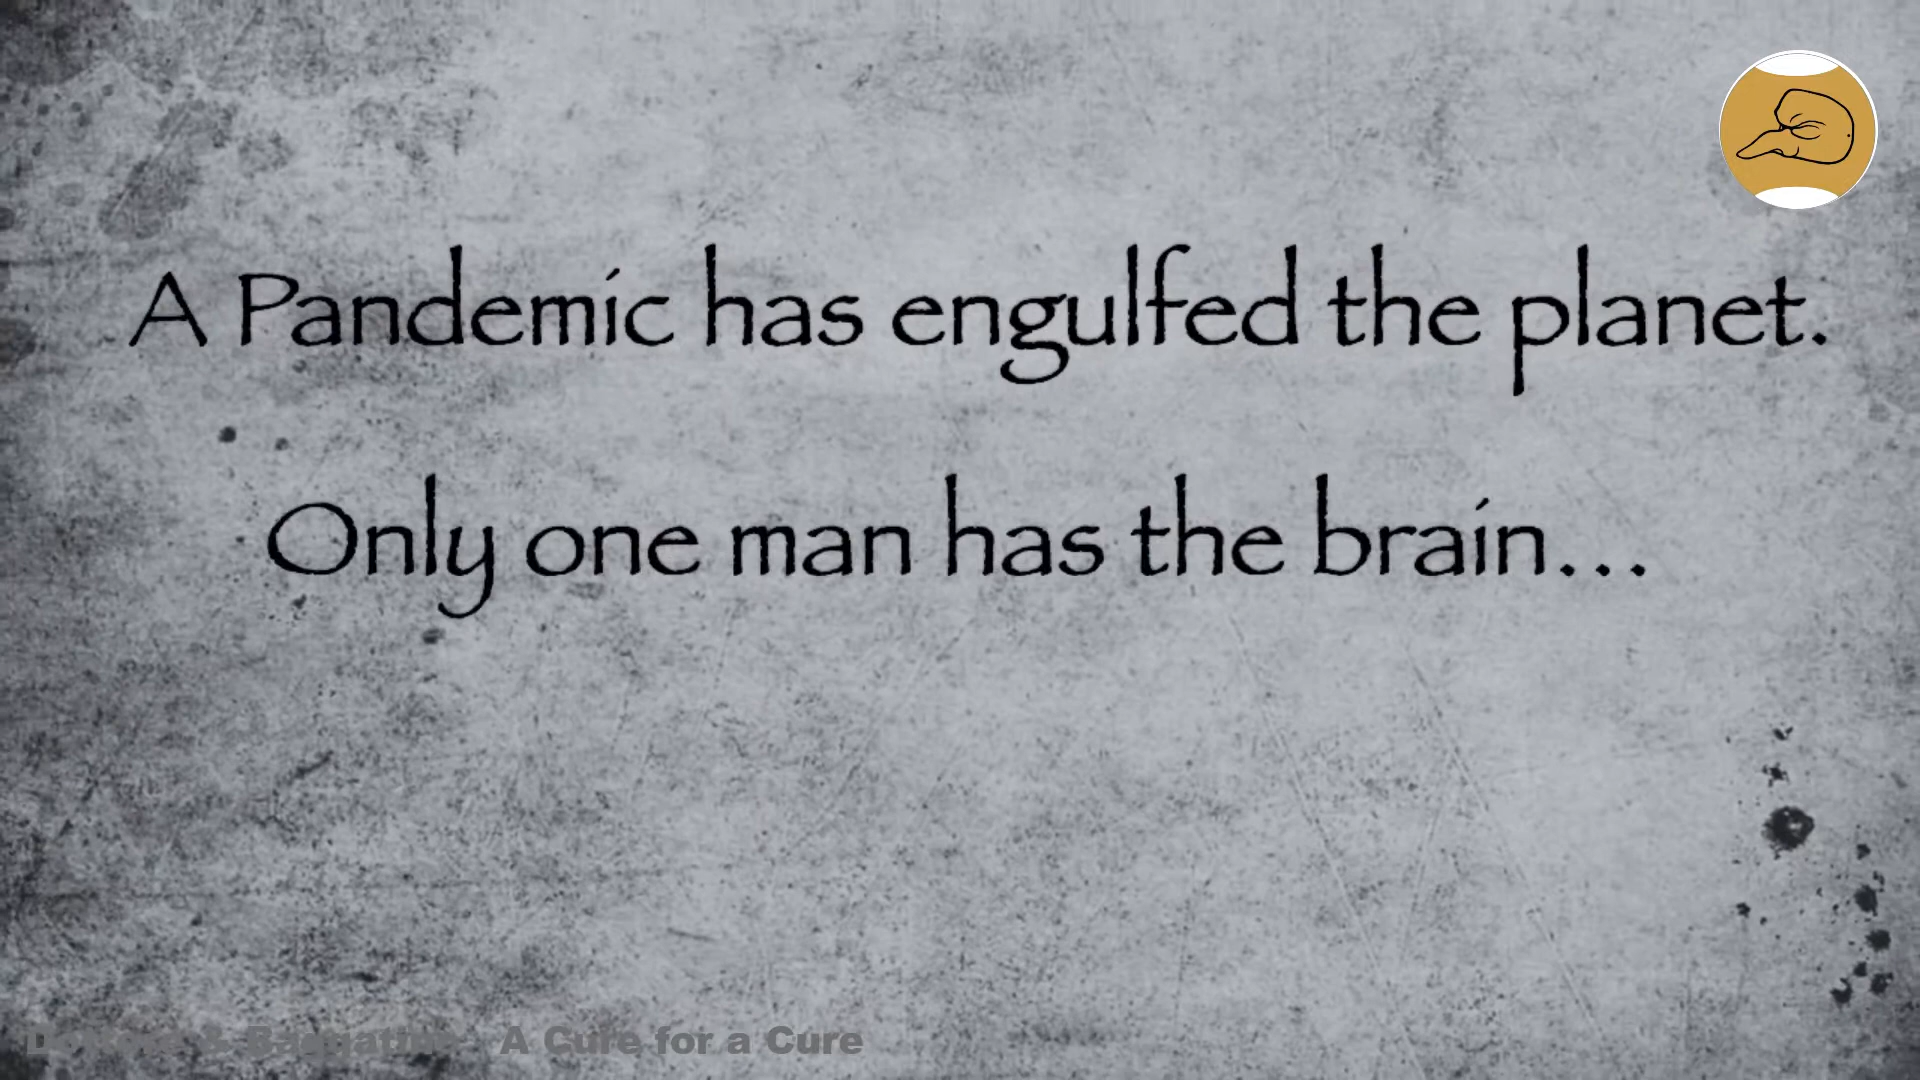 A Pandemic has engulfed the planet.
Only one man has the brain...
& A Cure for a Cure